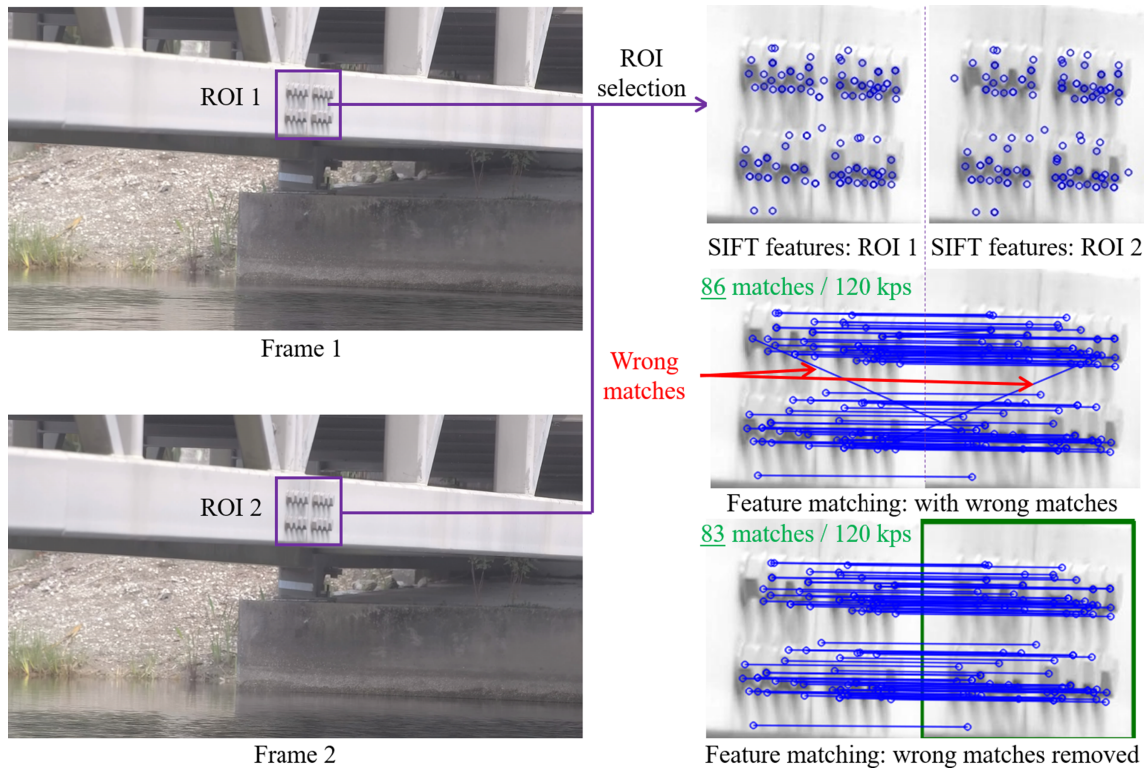 ROI 1
Frame 1
ROI 2
Frame 2
ROI
selection
SIFT features: ROI 1
SIFT features: ROI 2
86 matches / 120 kps
Wrong
matches
Feature matching: with wrong matches
83 matches / 120 kps
Feature matching: wrong matches removed